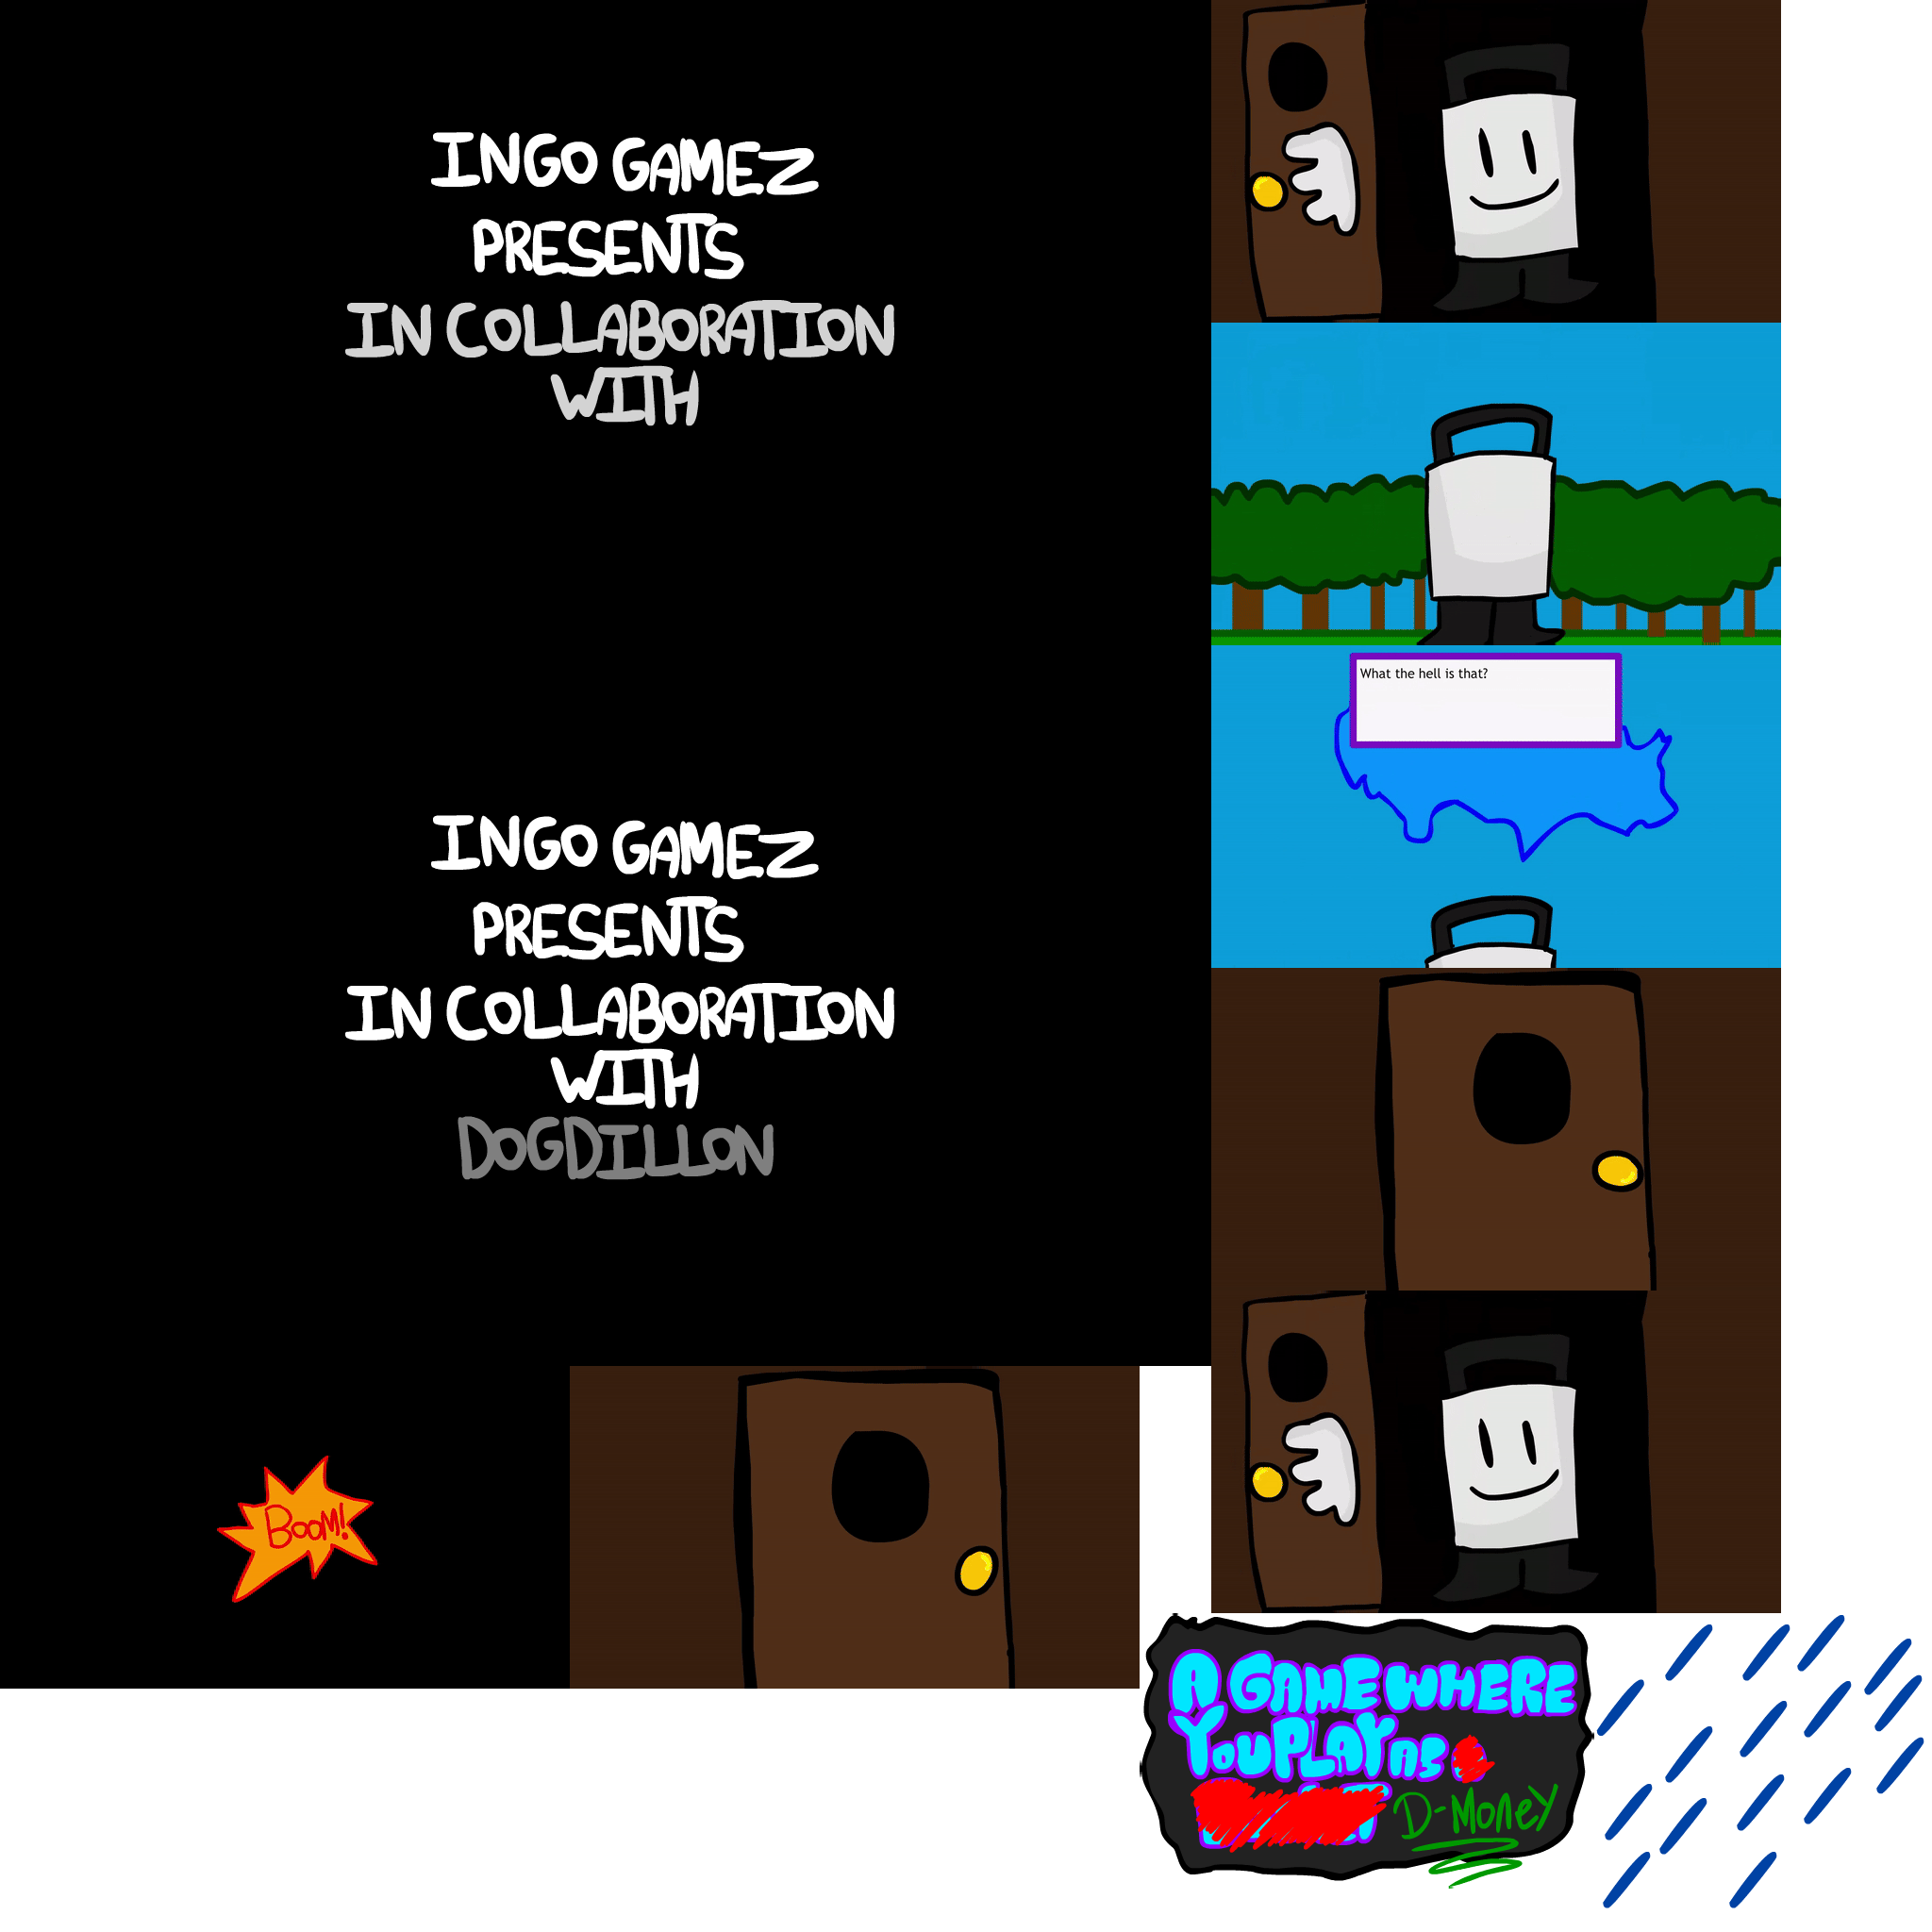 INGO GAMEZ
PRESENTS
IN COLLABORATION
WITH
What the hell is that?
INGO GAMEZ
PRESENTS
IN COLLABORATION
WITH
DOGDILLON
BOOM!
A GAME WHERE
YOU PLAY AS
D-MONEY